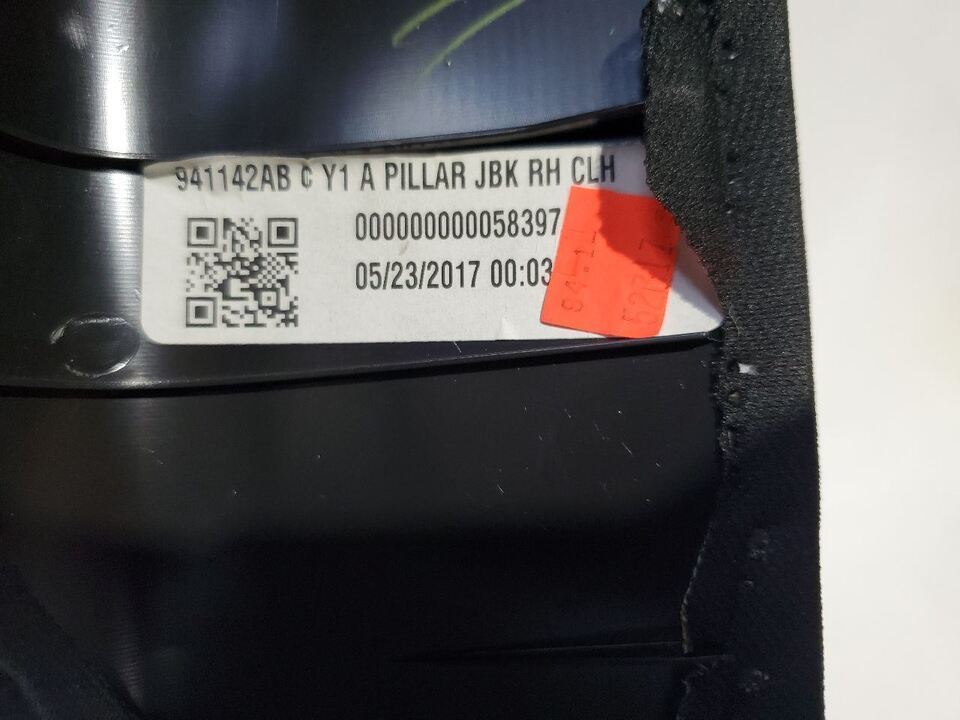 941142AB ¢ Y1 A PILLAR JBK RH CLH
000000000058397
05/23/2017 00:03